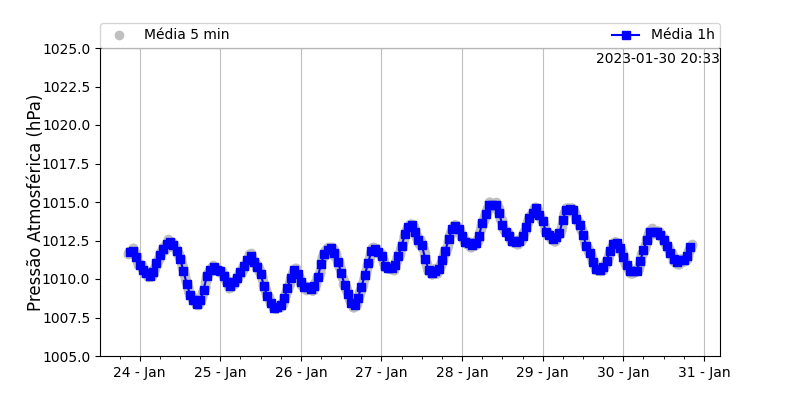 Média 5 min
Média 1h
2023-01-30 20:33
Pressão Atmosférica (hPa)
1025.0
1022.5
1020.0
1017.5
1015.0
1012.5
1010.0
1007.5
1005.0
24 - Jan
25 - Jan
26 - Jan
27 - Jan
28 - Jan
29 - Jan
30 - Jan
31 - Jan